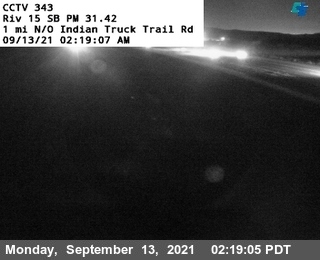 CCTV 343
Riv 15 SB PM 31.42
1 mi N/O Indian Truck Trail Rd
09/13/21 02:19:07 AM
Monday, September 13, 2021 02:19:05 PDT